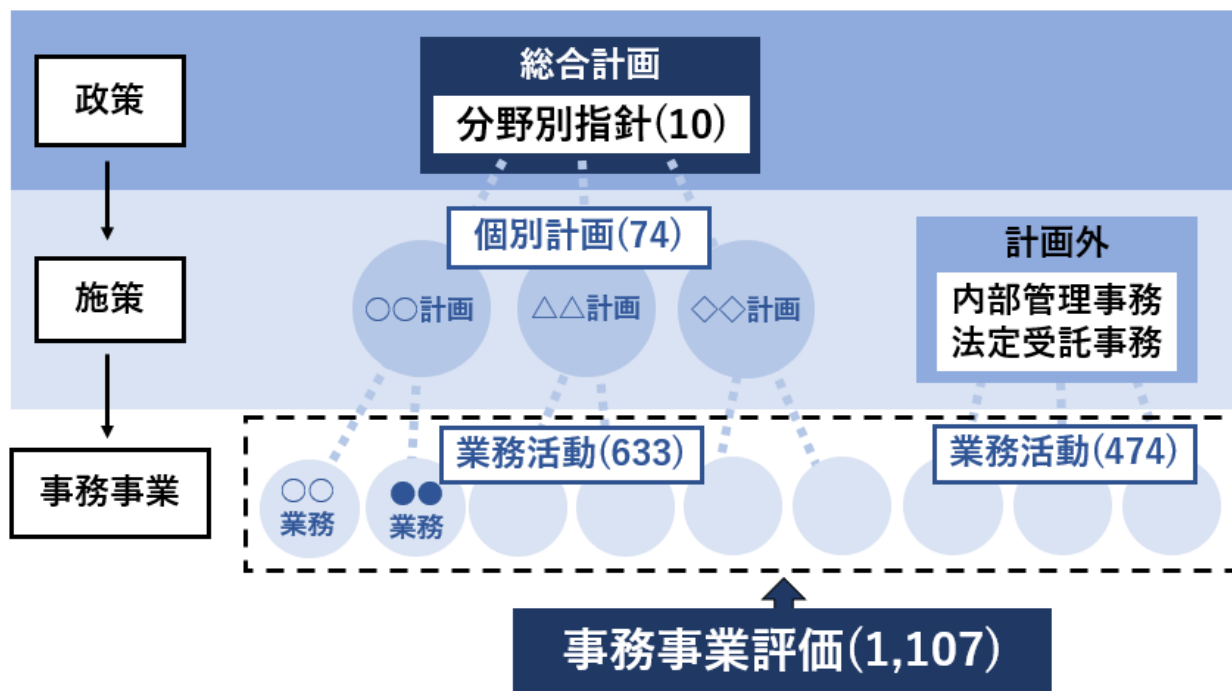 総合計画
政策
分野別指針(10)
個別計画(74)
計画外
施策
○○計画
△△計画
◇◇計画
内部管理事務
法定受託事務
業務活動(633)
業務活動(474)
事務事業
○○
業務
●●
業務
事務事業評価(1,107)